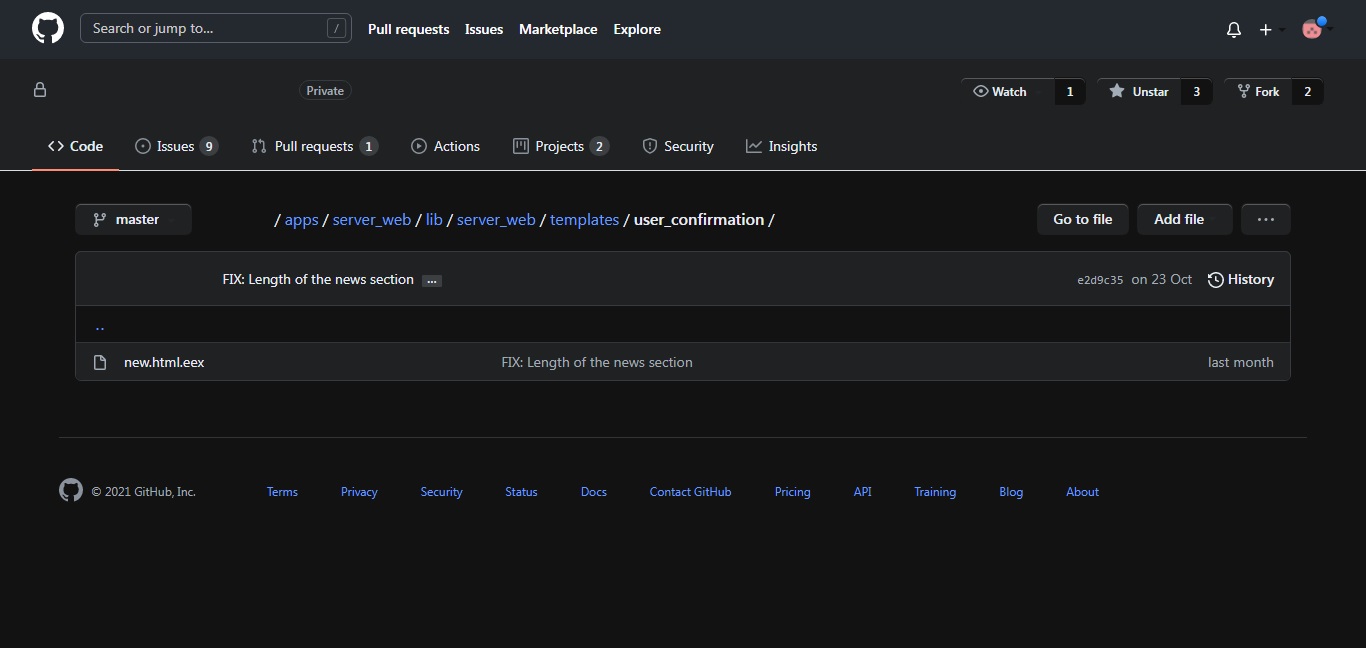 Search or jump to... / Pull requests Issues Marketplace Explore
Private Watch 1 Unstar 3 Fork 2
Code Issues 9 Pull requests 1 Actions Projects 2 Security Insights
master / apps / server_web / lib / server_web / templates / user_confirmation / Go to file Add file ...
FIX: Length of the news section ... e2d9c35 on 23 Oct History
..
new.html.eex FIX: Length of the news section last month
© 2021 GitHub, Inc. Terms Privacy Security Status Docs Contact GitHub Pricing API Training Blog About